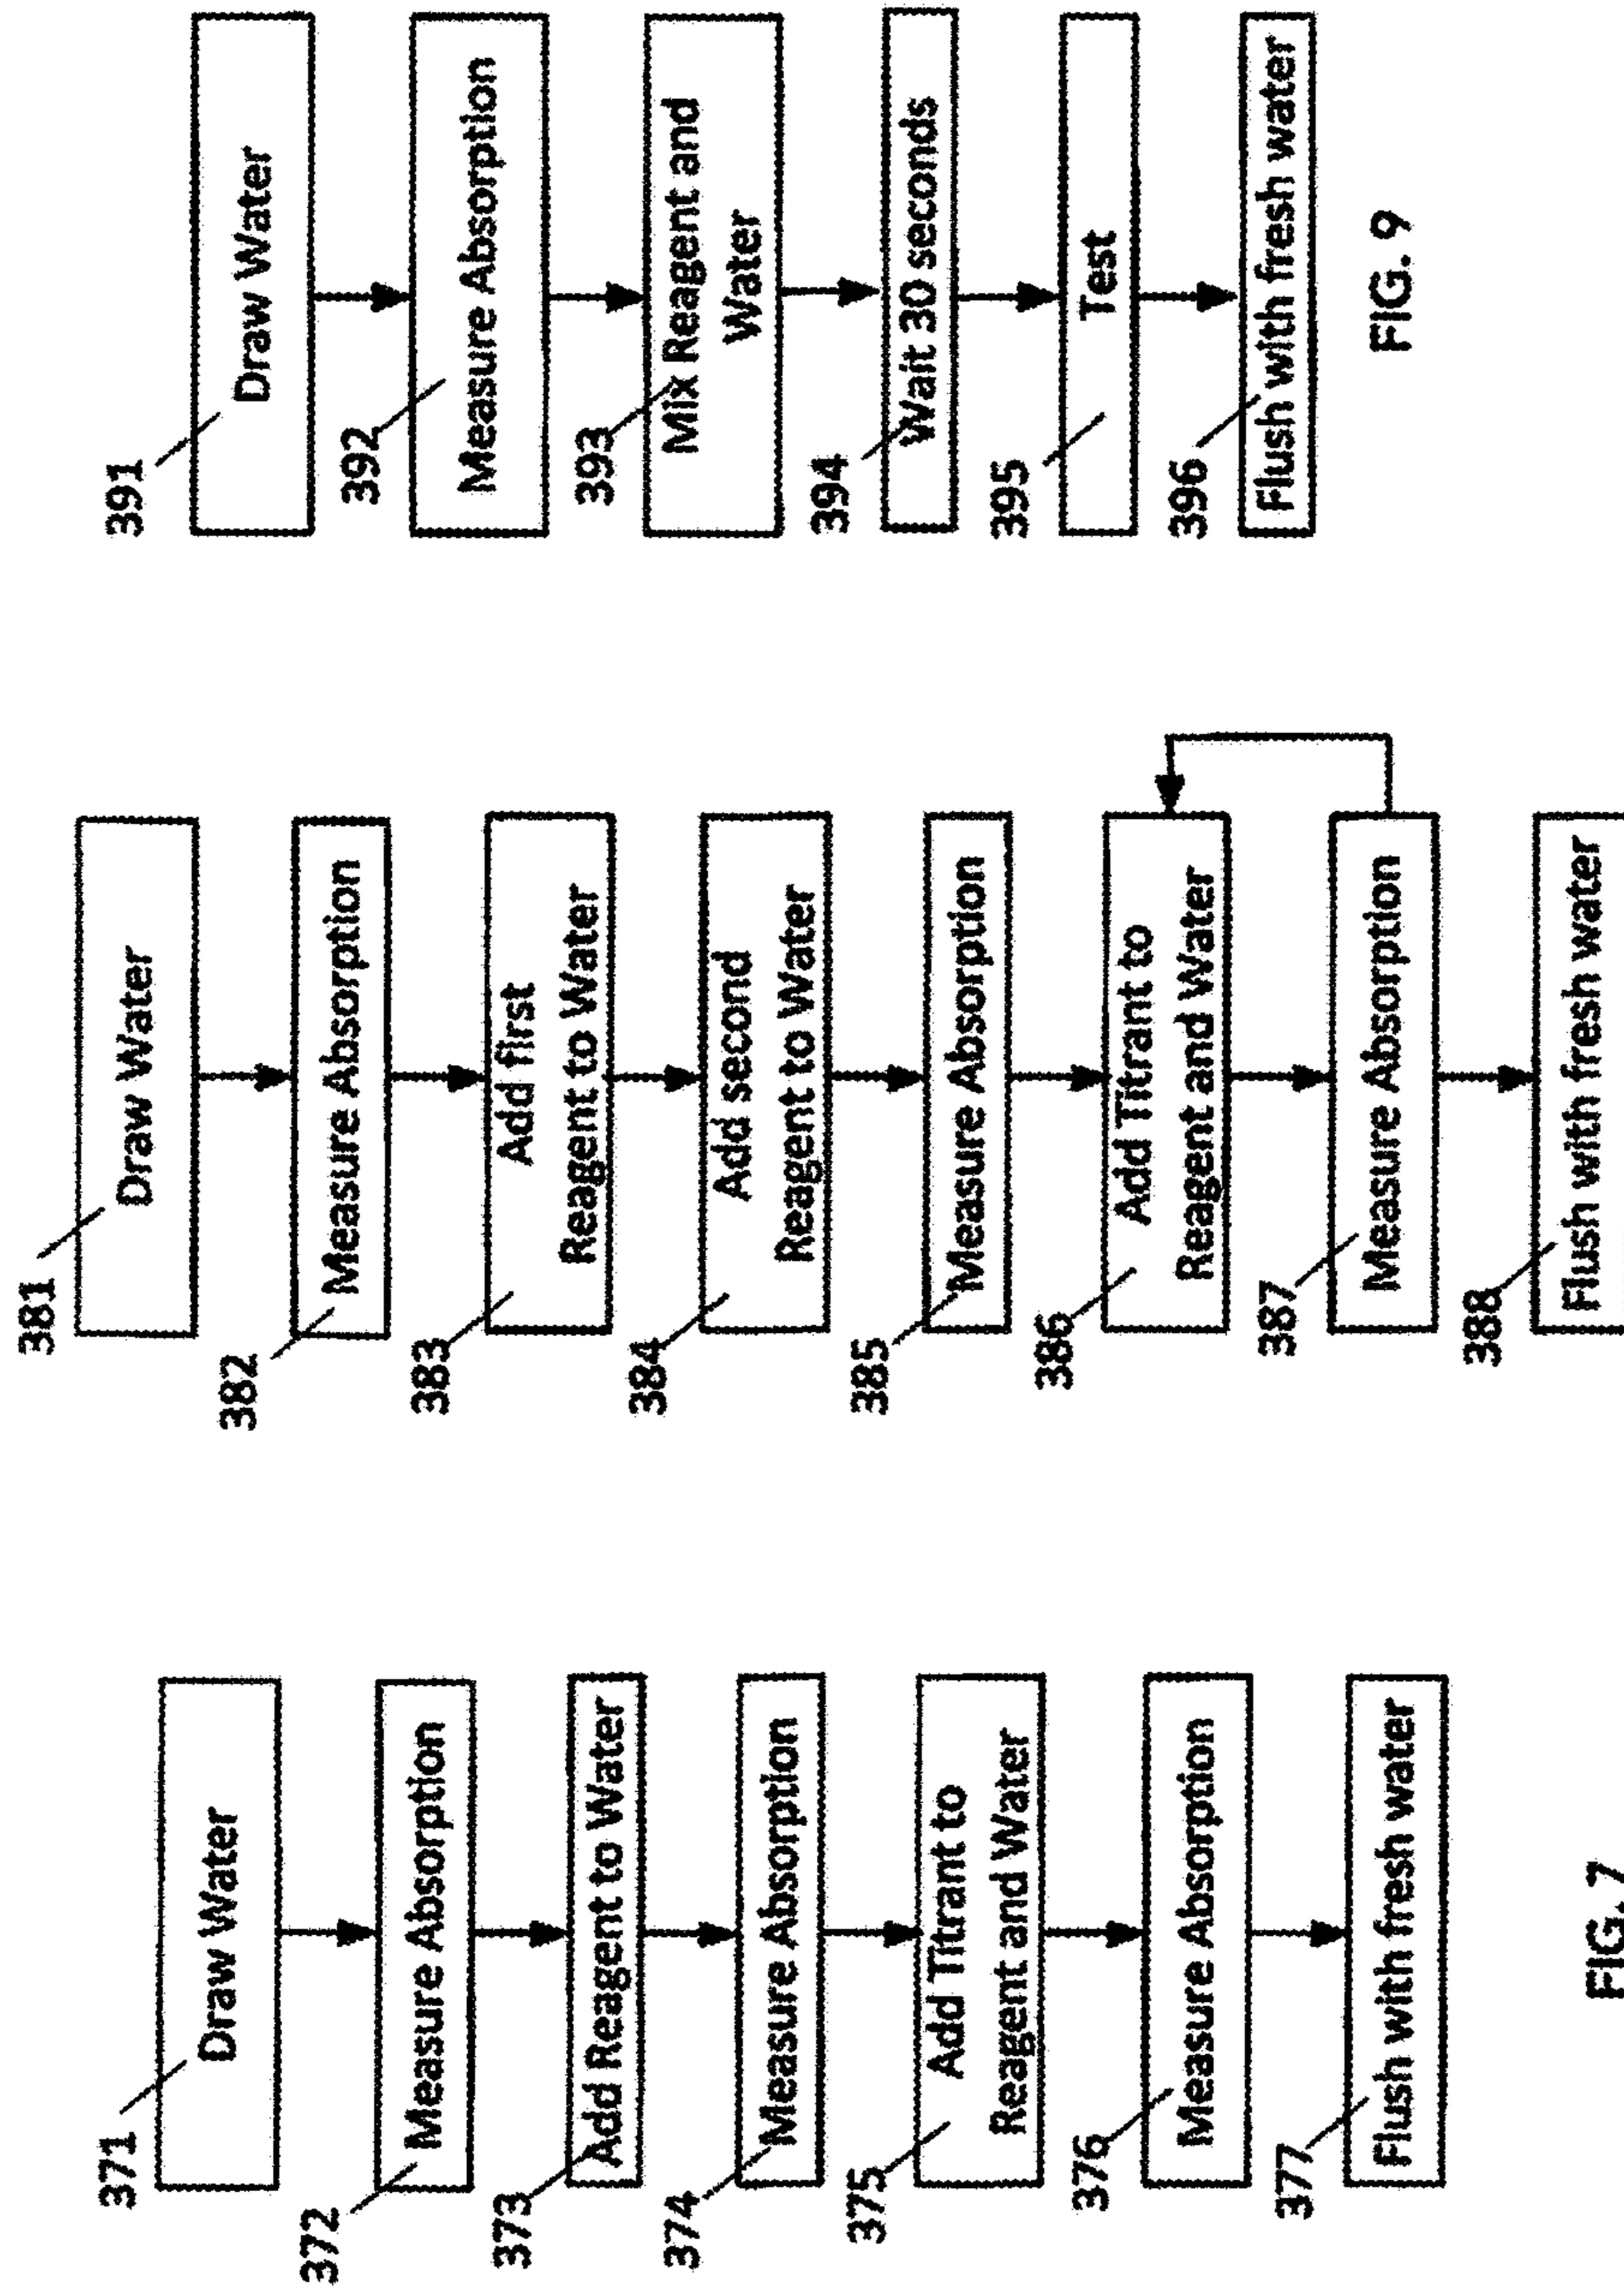 371
Draw Water
372
Measure Absorption
373
Add Reagent to Water
374
Measure Absorption
375
Add Titrant to
Reagent and Water
376
Measure Absorption
377
Flush with fresh water
FIG. 7
381
Draw Water
382
Measure Absorption
383
Add first
Reagent to Water
384
Add second
Reagent to Water
385
Measure Absorption
386
Add Titrant to
Reagent and Water
387
Measure Absorption
388
Flush with fresh water
391
Draw Water
392
Measure Absorption
393
Mix Reagent and
Water
394
Wait 30 seconds
395
Test
396
Flush with fresh water
FIG. 9